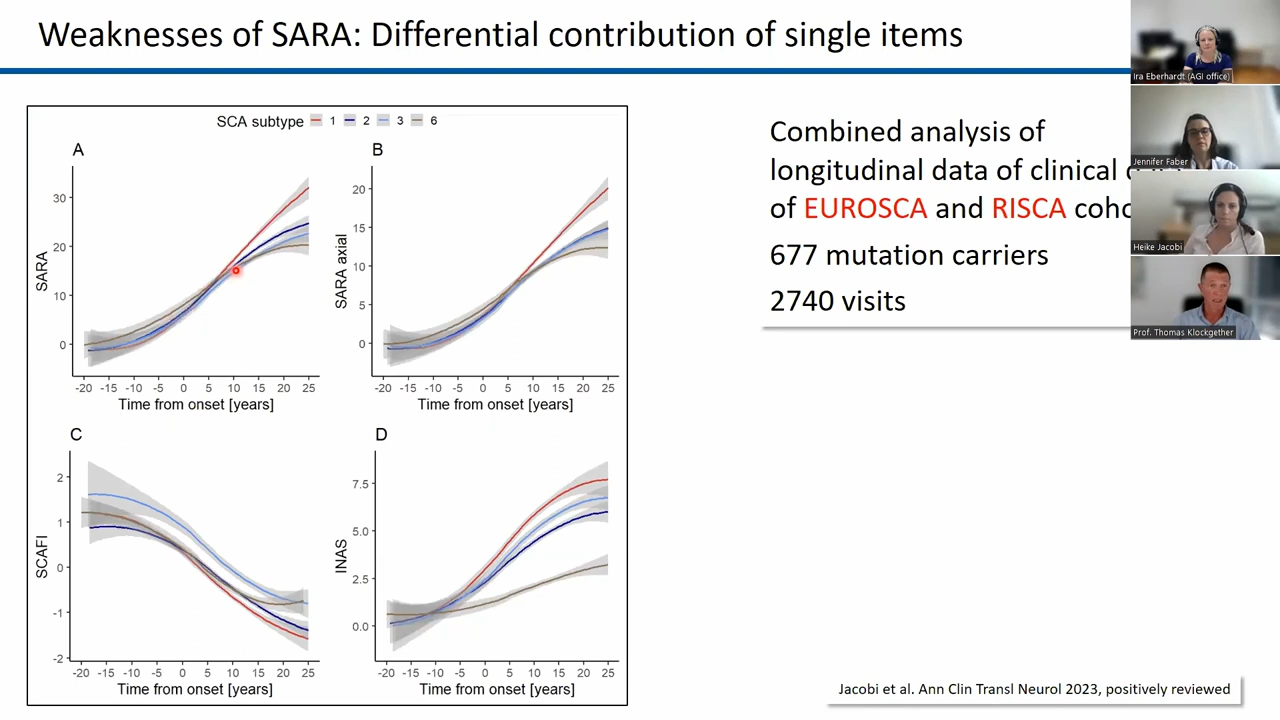 Weaknesses of SARA: Differential contribution of single items
SCA subtype 1 2 3 6
A
SARA
30
20
10
0
-20 -15 -10 -5 0 5 10 15 20 25
Time from onset [years]
B
SARA axial
20
15
10
5
0
-20 -15 -10 -5 0 5 10 15 20 25
Time from onset [years]
C
SCAFI
2
1
0
-1
-2
-20 -15 -10 -5 0 5 10 15 20 25
Time from onset [years]
D
INAS
7.5
5.0
2.5
0.0
-20 -15 -10 -5 0 5 10 15 20 25
Time from onset [years]
Combined analysis of
longitudinal data of clinical
of EUROSCA and RISCA
677 mutation carriers
2740 visits
Jacobi et al. Ann Clin Transl Neurol 2023, positively reviewed
Ira Eberhardt (AGI office)
Jennifer Faber
Heike Jacobi
Prof. Thomas Klockgether